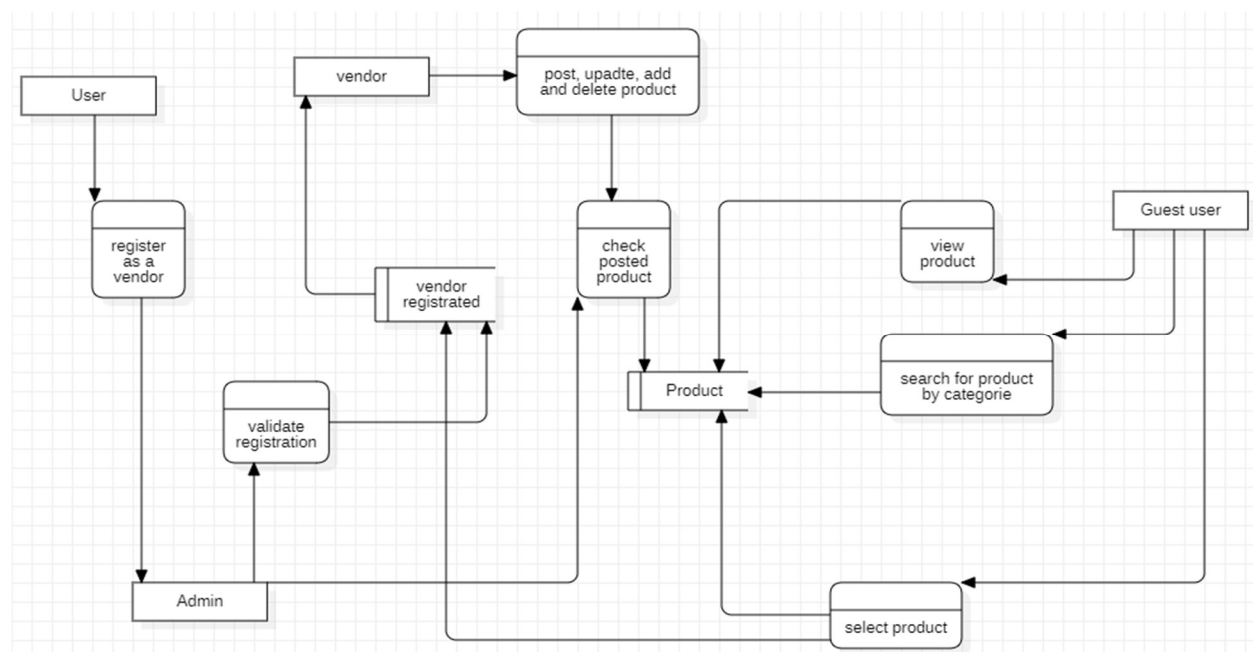 vendor
post, upadte, add
and delete product
User
Guest user
register
as a
vendor
check
posted
product
view
product
vendor
registrated
Product
search for product
by categorie
validate
registration
Admin
select product